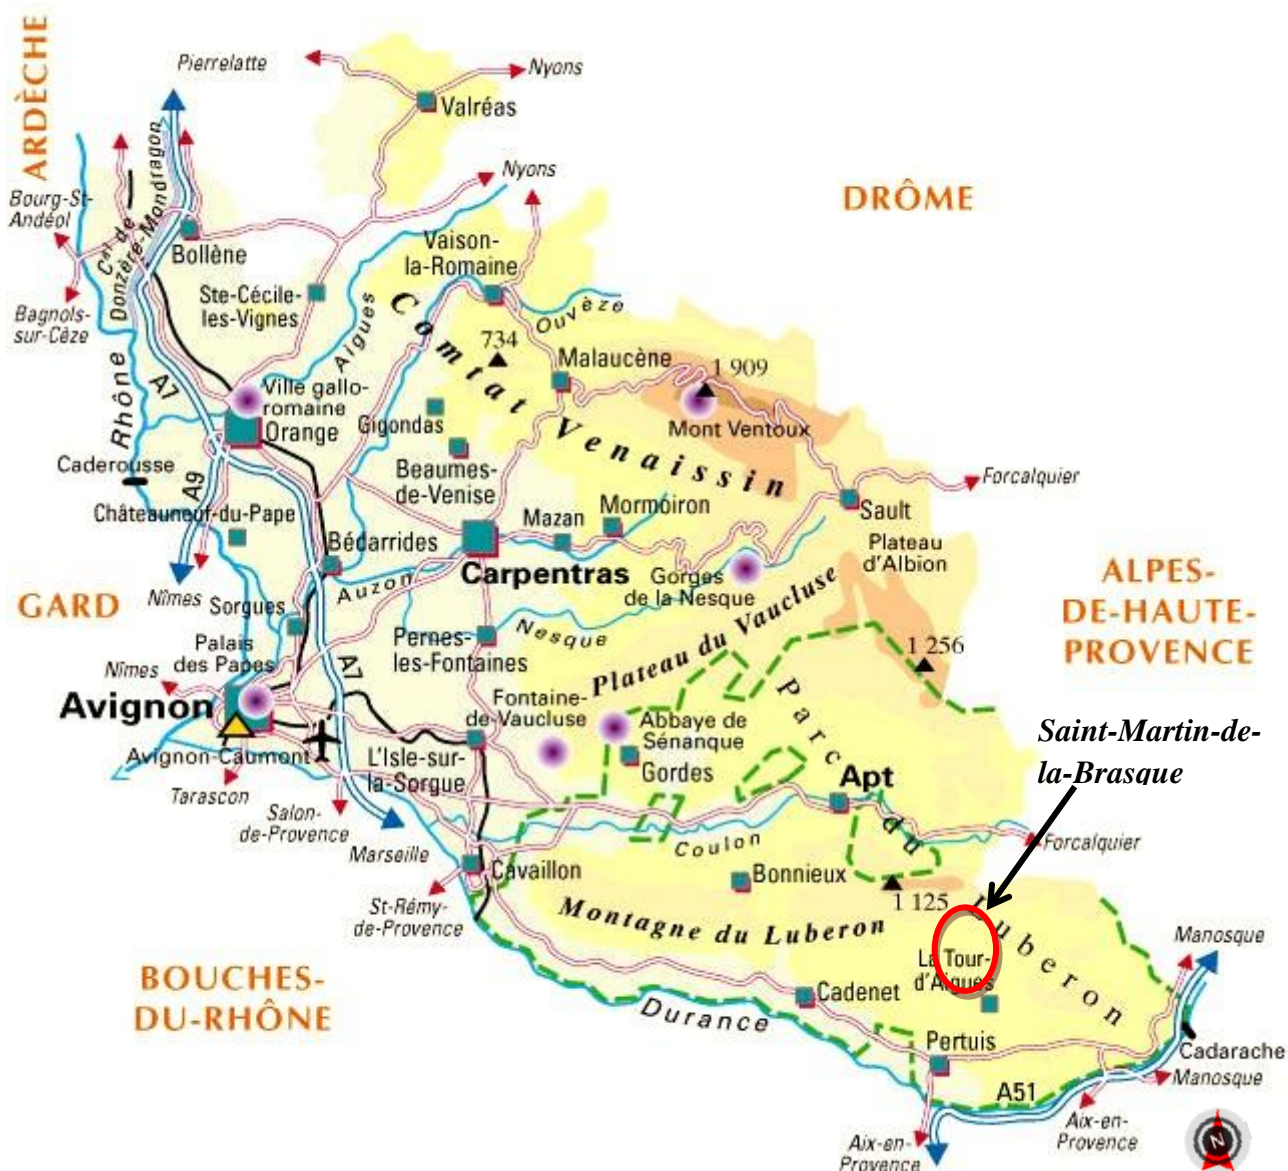 ARDÈCHE
Pierrelatte
Nyons
Valréas
Nyons
DRÔME
Bourg-St-
Andéol
Cal de
Donzère-Mondragon
Bollène
Vaison-
la-Romaine
Ste-Cécile-
les-Vignes
Aigues
Ouvèze
Bagnols-
sur-Cèze
Comtat Venaissin
734
Malaucène
1 909
Mont Ventoux
Rhône
A7
Ville gallo-
romaine
Orange
Gigondas
Caderousse
Beaumes-
de-Venise
A9
Forcalquier
Châteauneuf-du-Pape
Mazan
Mormoiron
Sault
Bédarrides
Plateau
d'Albion
Auzon
Carpentras
Gorges
de la Nesque
ALPES-
DE-HAUTE-
PROVENCE
GARD
Nîmes
Sorgues
Nesque
Pernes-
les-Fontaines
Plateau du Vaucluse
Palais
des Papes
1 256
Nîmes
A7
Avignon
Fontaine-
de-Vaucluse
Abbaye de
Sénanque
Gordes
Parc du Luberon
Saint-Martin-de-
la-Brasque
Avignon-Caumont
L'Isle-sur-
la-Sorgue
Apt
Tarascon
Salon-
de-Provence
Marseille
Coulon
Forcalquier
Cavaillon
Bonnieux
St-Rémy-
de-Provence
Montagne du Luberon
1 125
Manosque
La Tour-
d'Aigues
BOUCHES-
DU-RHÔNE
Cadenet
Durance
Pertuis
Cadarache
Manosque
A51
Aix-en-
Provence
Aix-en-
Provence
N